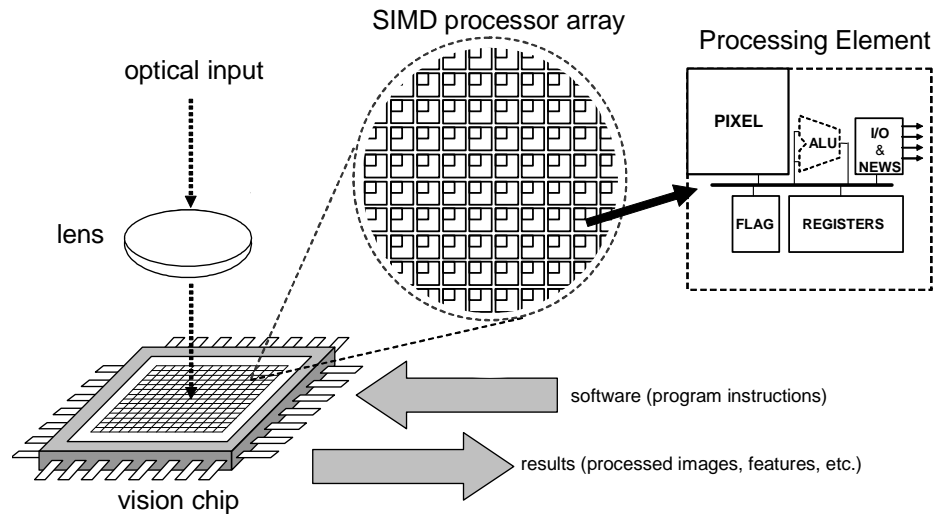 SIMD processor array
Processing Element
optical input
PIXEL
ALU
I/O
&
NEWS
FLAG
REGISTERS
lens
software (program instructions)
results (processed images, features, etc.)
vision chip